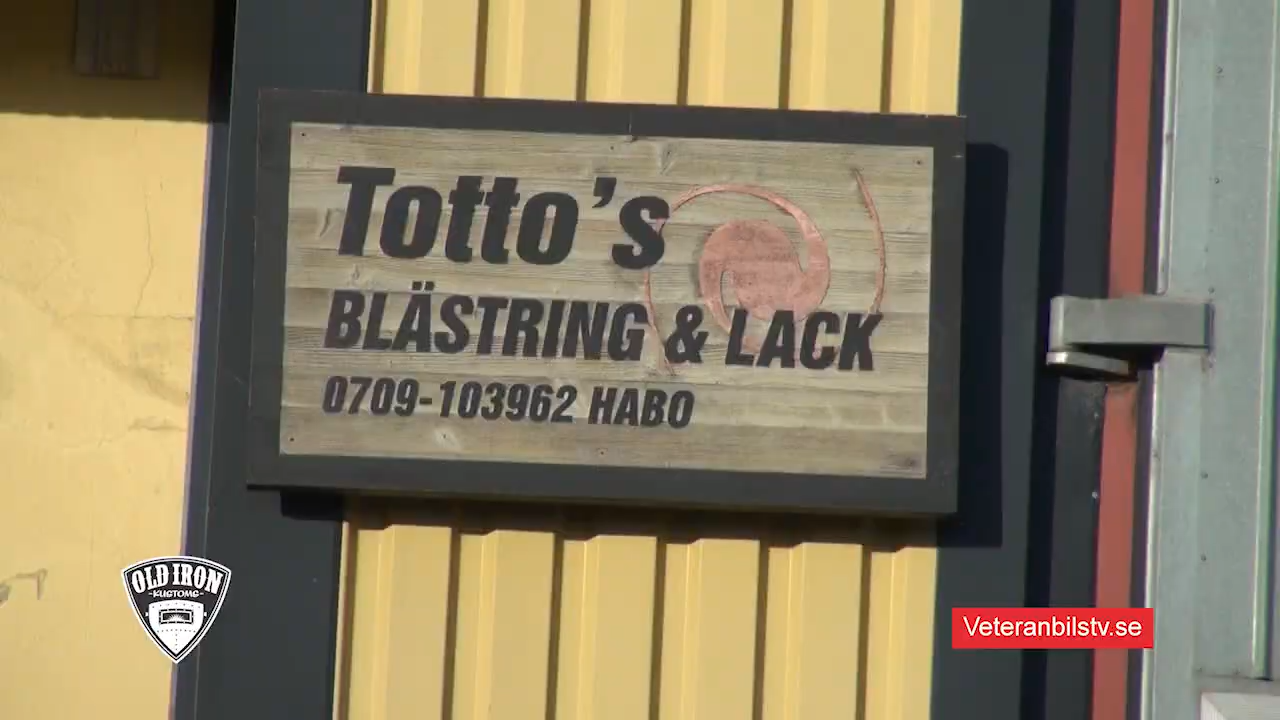 Totto's
BLÄSTRING & LACK
0709-103962 HABO
OLD IRON
-KUSTOMS-
Veteranbilstv.se